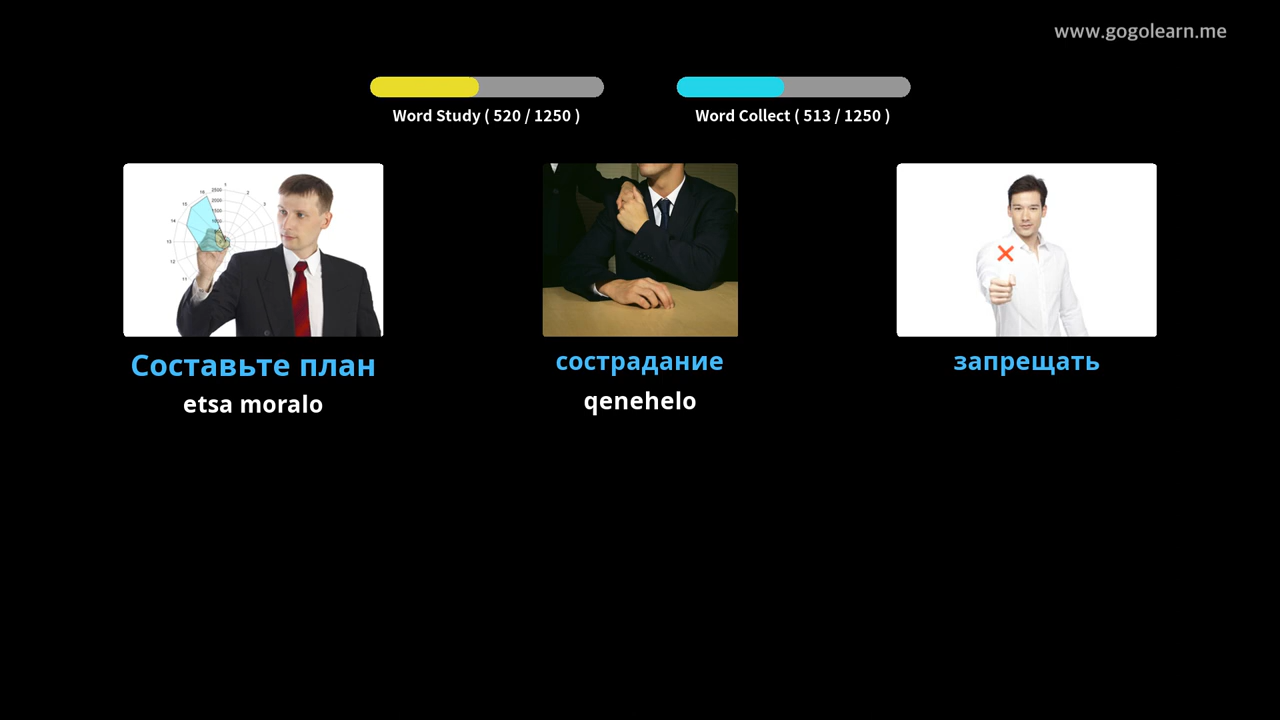 www.gogolearn.me
Word Study ( 520 / 1250 )
Word Collect ( 513 / 1250 )
Составьте план
etsa moralo
сострадание
qenehelo
запрещать